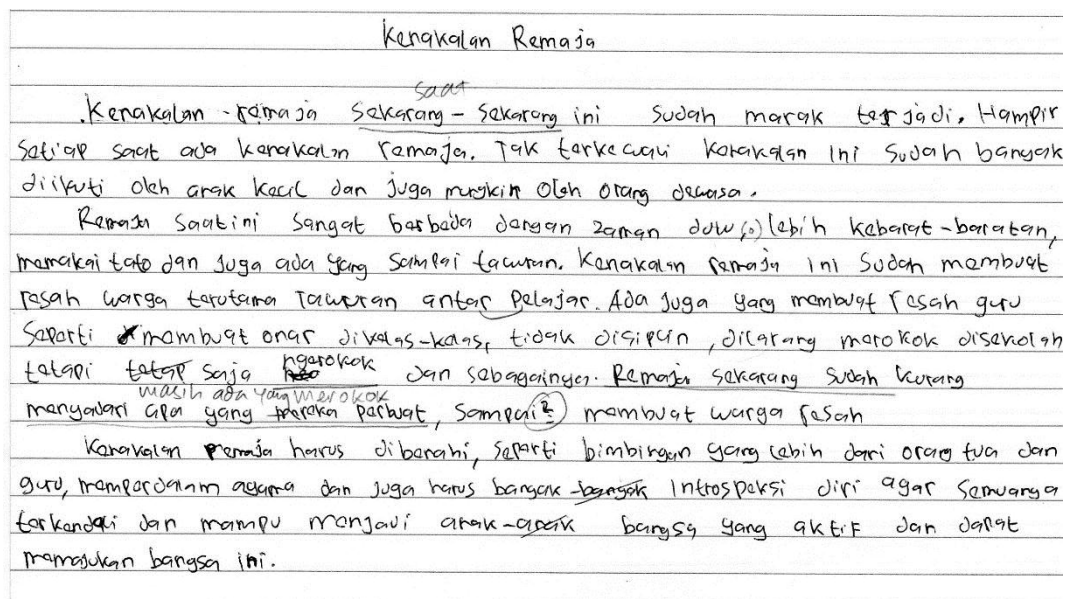 Kenakalan Remaja
saat
Kenakalan - remaja sekarang - sekarang ini sudah marak terjadi. Hampir
setiap saat ada kenakalan remaja. Tak terkecuali kenakalan ini sudah banyak
diikuti oleh anak kecil dan juga mungkin oleh orang dewasa.
Remaja saat ini sangat berbeda dengan zaman dulu (,) lebih kebarat-baratan,
memakai tato dan juga ada yang sampai tawuran. Kenakalan remaja ini sudah membuat
resah warga terutama tawuran antar pelajar. Ada juga yang membuat resah guru
seperti membuat onar dikelas-kelas, tidak disiplin, dilarang merokok disekolah
tetapi tetap saja ngerokok dan sebagainya. Remaja sekarang sudah kurang
masih ada yang merokok
menyadari apa yang mereka perbuat, sampai2 membuat warga resah
Kenakalan remaja harus dibenahi, seperti bimbingan yang lebih dari orang tua dan
guru, memperdalam agama dan juga harus banyak-banyak introspeksi diri agar semuanya
terkendali dan mampu menjadi anak-anak bangsa yang aktif dan dapat
memajukan bangsa ini.